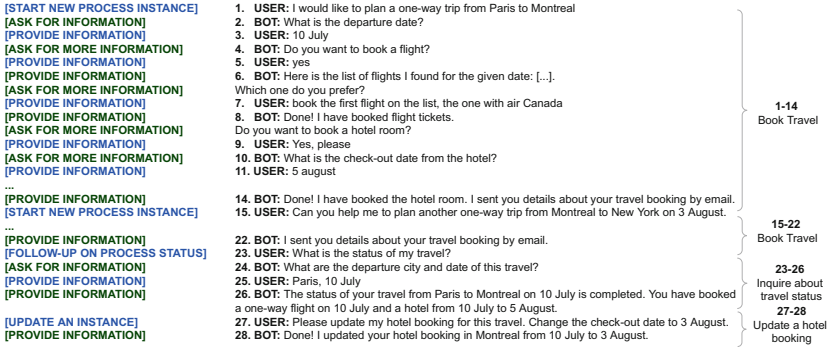 [START NEW PROCESS INSTANCE] 1. USER: I would like to plan a one-way trip from Paris to Montreal
[ASK FOR INFORMATION] 2. BOT: What is the departure date?
[PROVIDE INFORMATION] 3. USER: 10 July
[ASK FOR MORE INFORMATION] 4. BOT: Do you want to book a flight?
[PROVIDE INFORMATION] 5. USER: yes
[PROVIDE INFORMATION] 6. BOT: Here is the list of flights I found for the given date: [...].
[ASK FOR MORE INFORMATION] Which one do you prefer?
[PROVIDE INFORMATION] 7. USER: book the first flight on the list, the one with air Canada
[PROVIDE INFORMATION] 8. BOT: Done! I have booked flight tickets.
[ASK FOR MORE INFORMATION] Do you want to book a hotel room?
[PROVIDE INFORMATION] 9. USER: Yes, please
[ASK FOR MORE INFORMATION] 10. BOT: What is the check-out date from the hotel?
[PROVIDE INFORMATION] 11. USER: 5 august
...
[PROVIDE INFORMATION] 14. BOT: Done! I have booked the hotel room. I sent you details about your travel booking by email.
1-14
Book Travel
[START NEW PROCESS INSTANCE] 15. USER: Can you help me to plan another one-way trip from Montreal to New York on 3 August.
...
[PROVIDE INFORMATION] 22. BOT: I sent you details about your travel booking by email.
15-22
Book Travel
[FOLLOW-UP ON PROCESS STATUS] 23. USER: What is the status of my travel?
[ASK FOR INFORMATION] 24. BOT: What are the departure city and date of this travel?
[PROVIDE INFORMATION] 25. USER: Paris, 10 July
[PROVIDE INFORMATION] 26. BOT: The status of your travel from Paris to Montreal on 10 July is completed. You have booked
a one-way flight on 10 July and a hotel from 10 July to 5 August.
23-26
Inquire about
travel status
[UPDATE AN INSTANCE] 27. USER: Please update my hotel booking for this travel. Change the check-out date to 3 August.
[PROVIDE INFORMATION] 28. BOT: Done! I updated your hotel booking in Montreal from 10 July to 3 August.
27-28
Update a hotel
booking